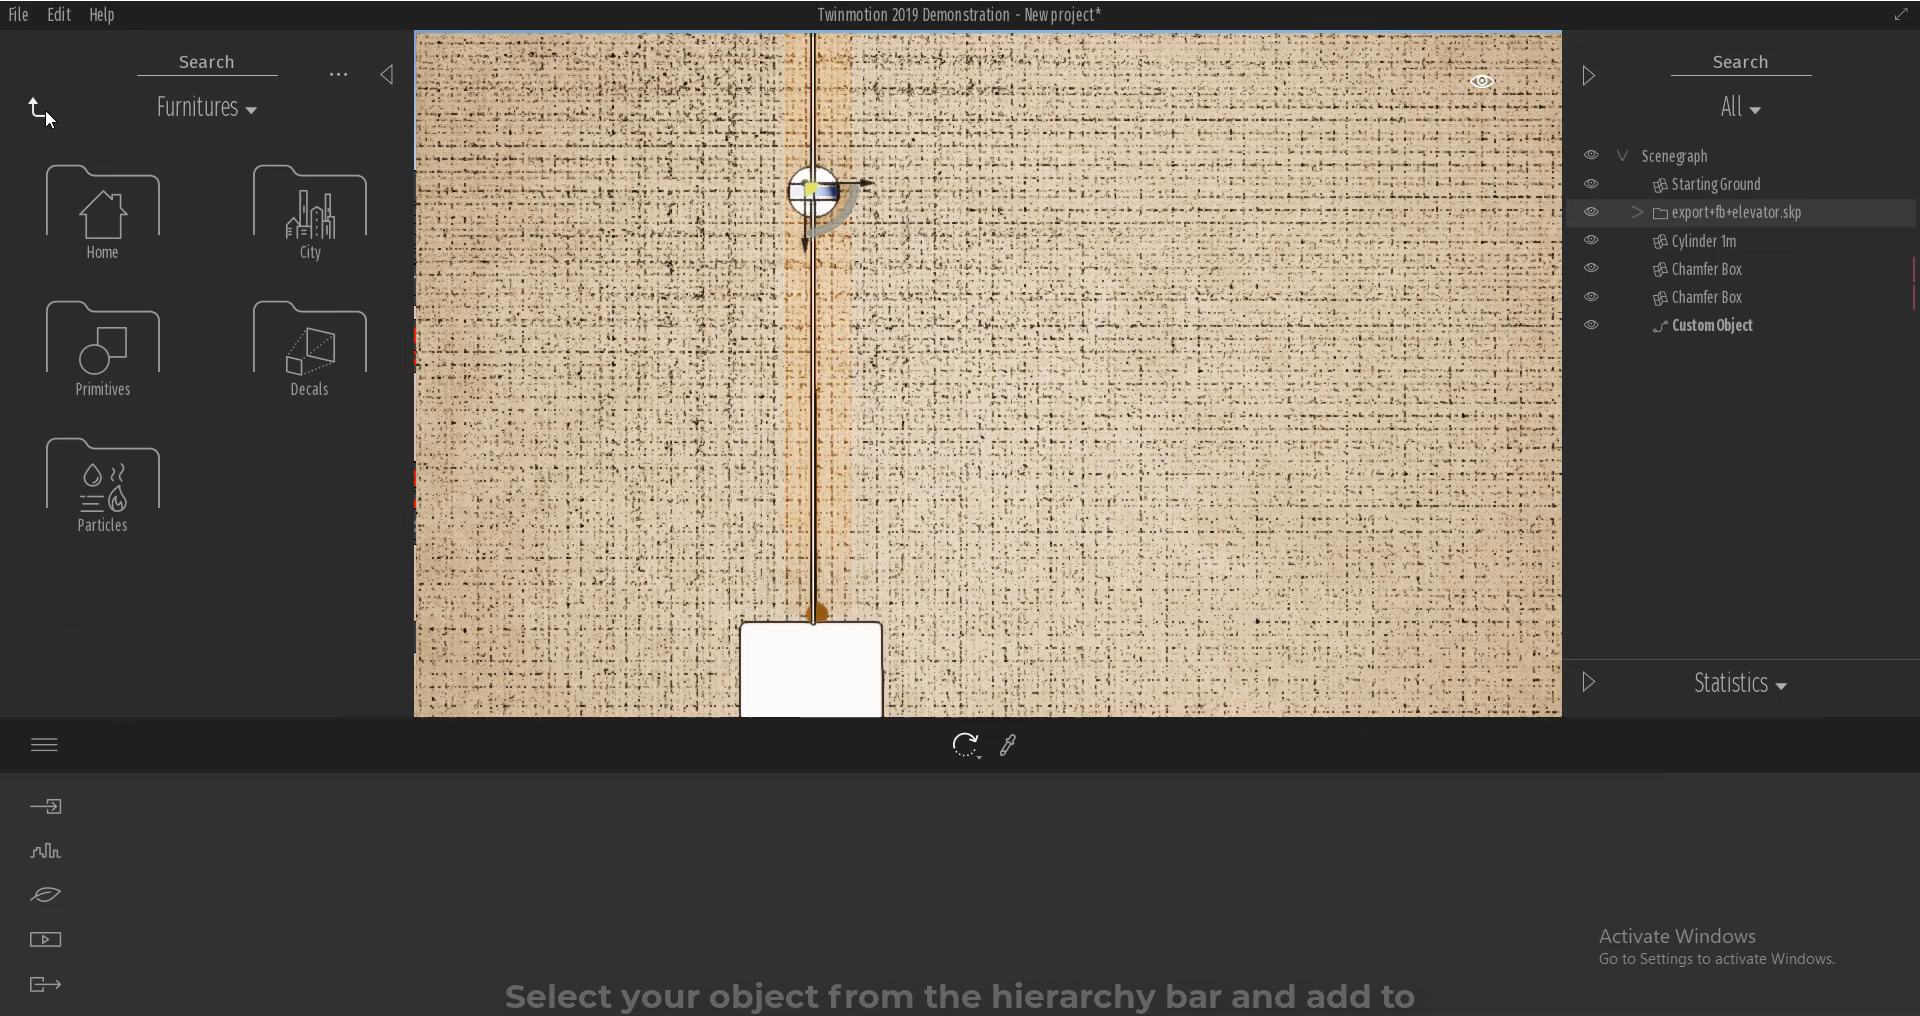 File Edit Help
Twinmotion 2019 Demonstration - New project*
Search
...
Furnitures
Home
City
Primitives
Decals
Particles
Search
All
Scenegraph
Starting Ground
export+fb+elevator.skp
Cylinder 1m
Chamfer Box
Chamfer Box
CustomObject
Statistics
Activate Windows
Go to Settings to activate Windows.
Select your object from the hierarchy bar and add to